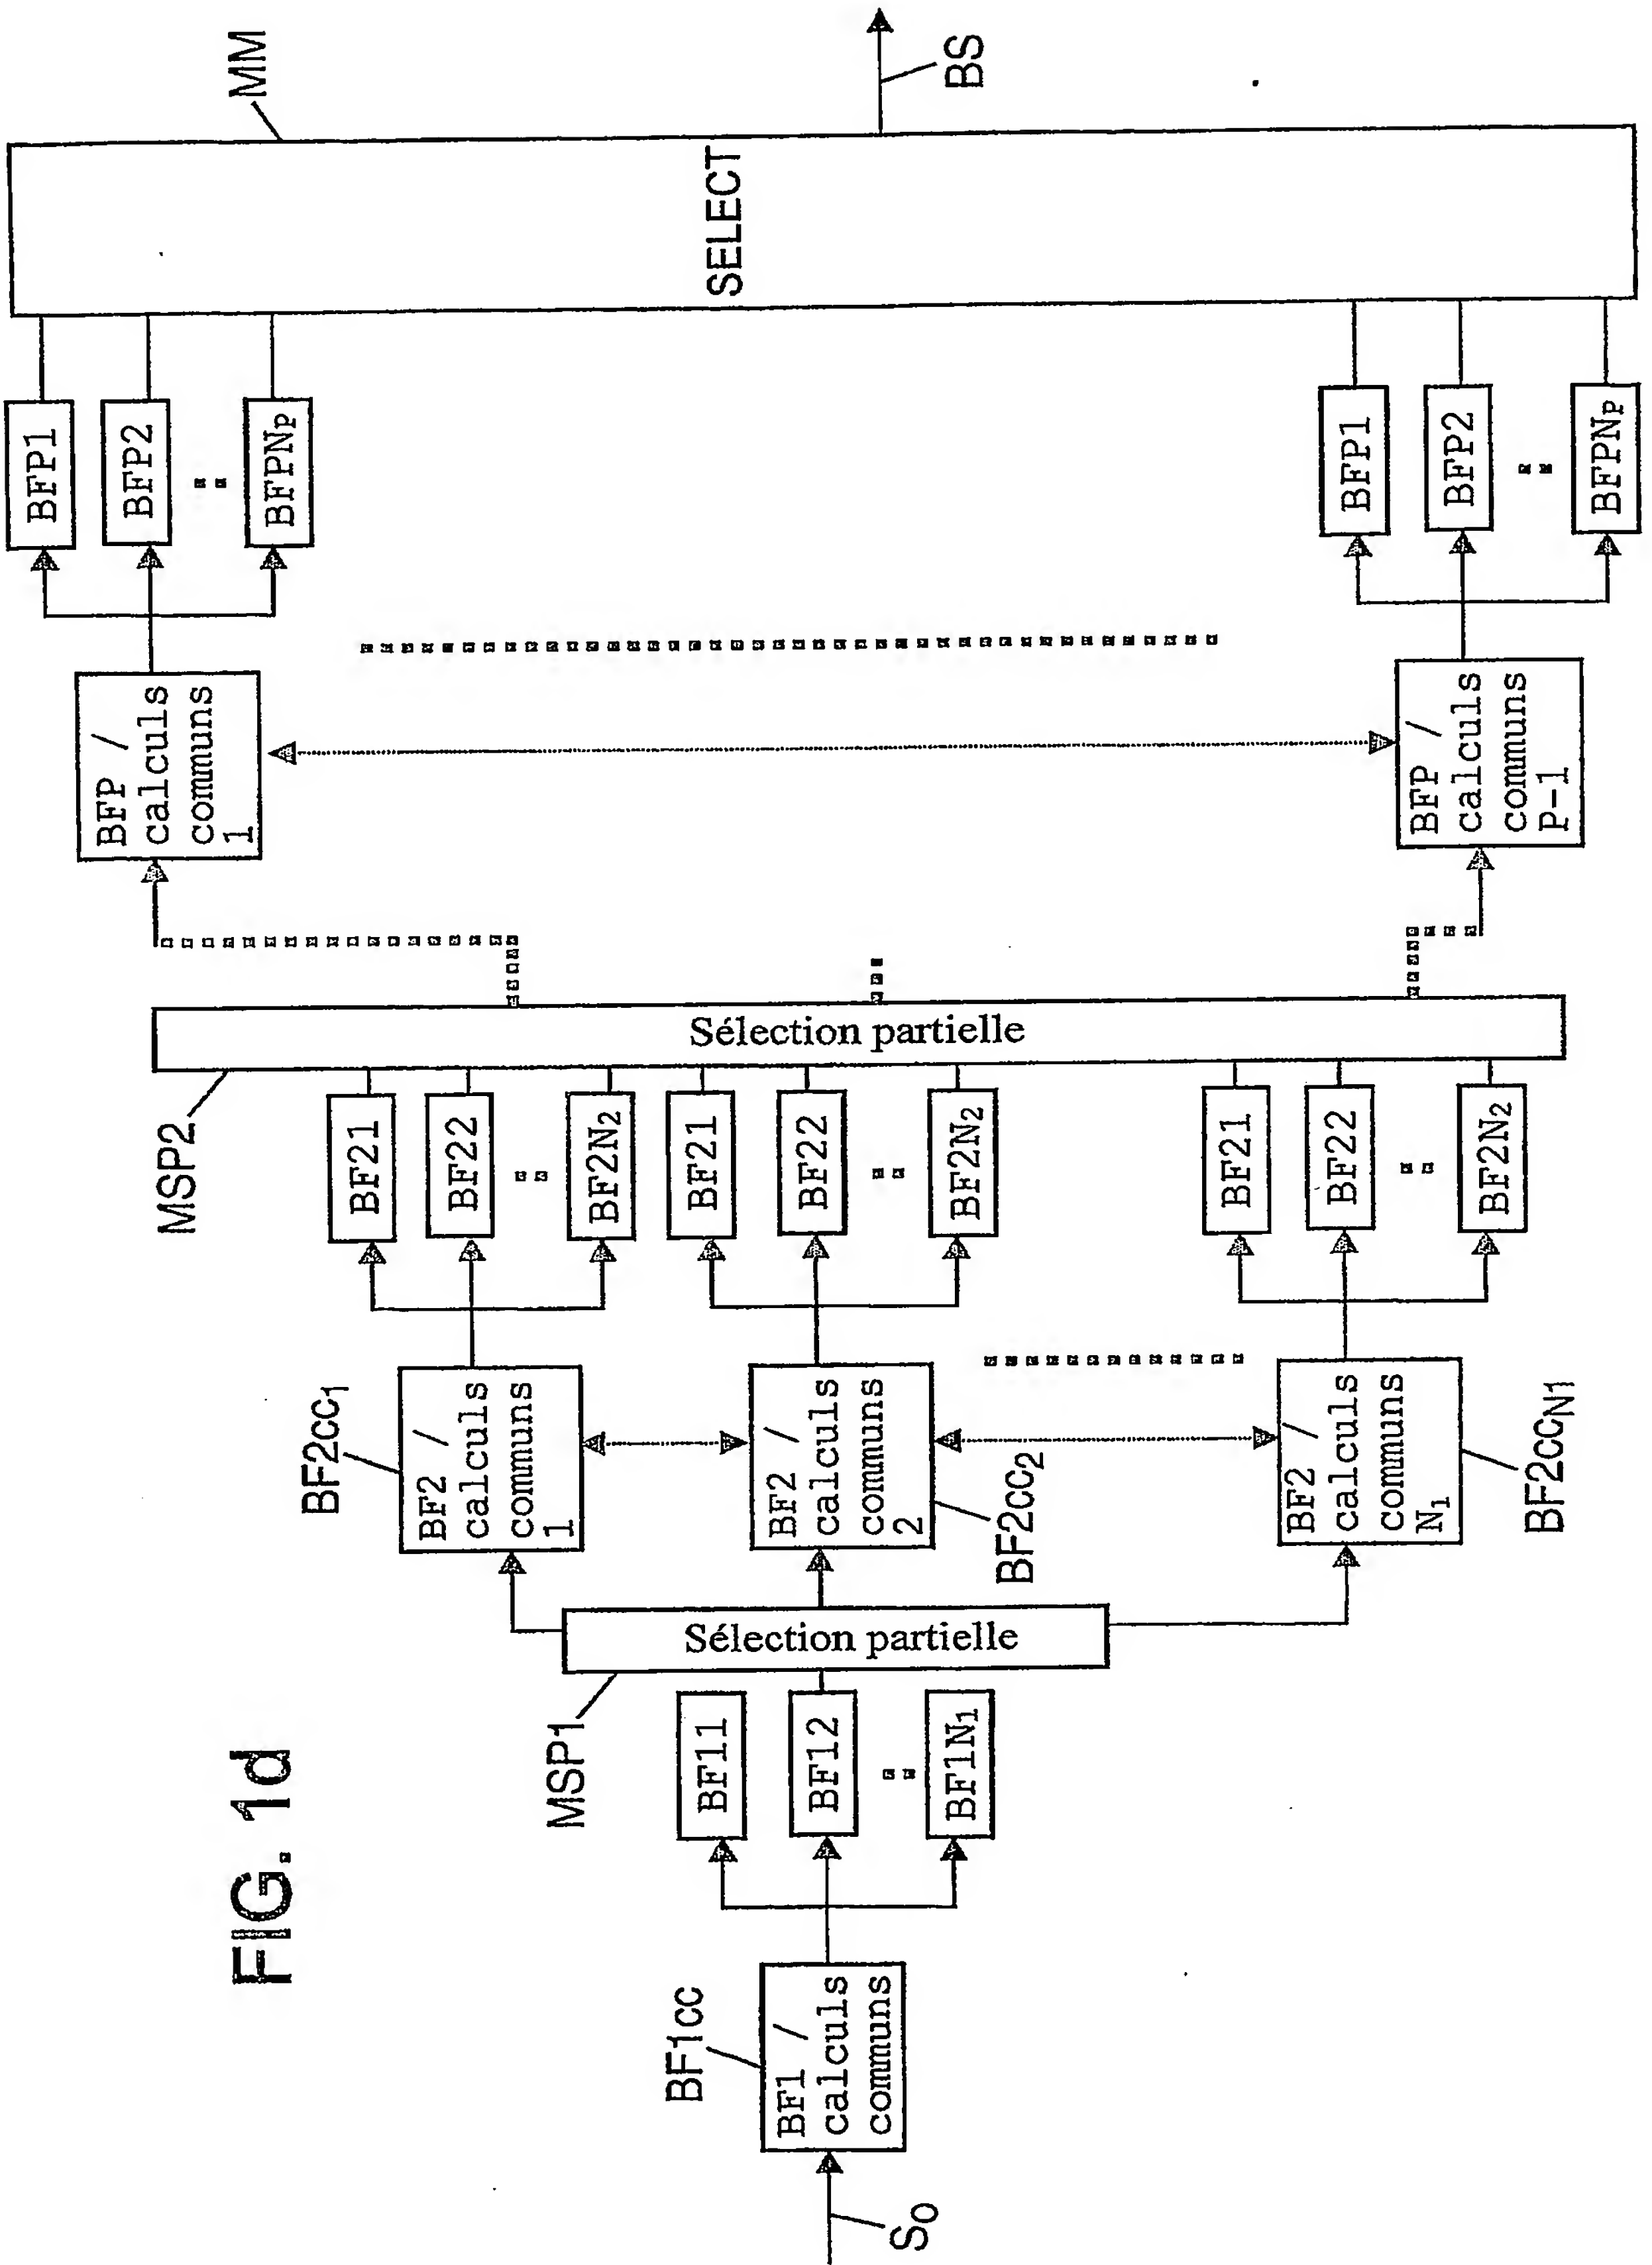 FIG. 1d
S0
BF1cc
BF1 /
calculs
communs
BF11
BF12
BF1N1
MSP1
Sélection partielle
BF2cc1
BF2 /
calculs
communs
1
BF2cc2
BF2 /
calculs
communs
2
BF2ccN1
BF2 /
calculs
communs
N1
BF21
BF22
BF2N2
BF21
BF22
BF2N2
BF21
BF22
BF2N2
MSP2
Sélection partielle
BFP /
calculs
communs
1
BFP /
calculs
communs
P-1
BFP1
BFP2
BFPNP
BFP1
BFP2
BFPNP
MM
SELECT
BS